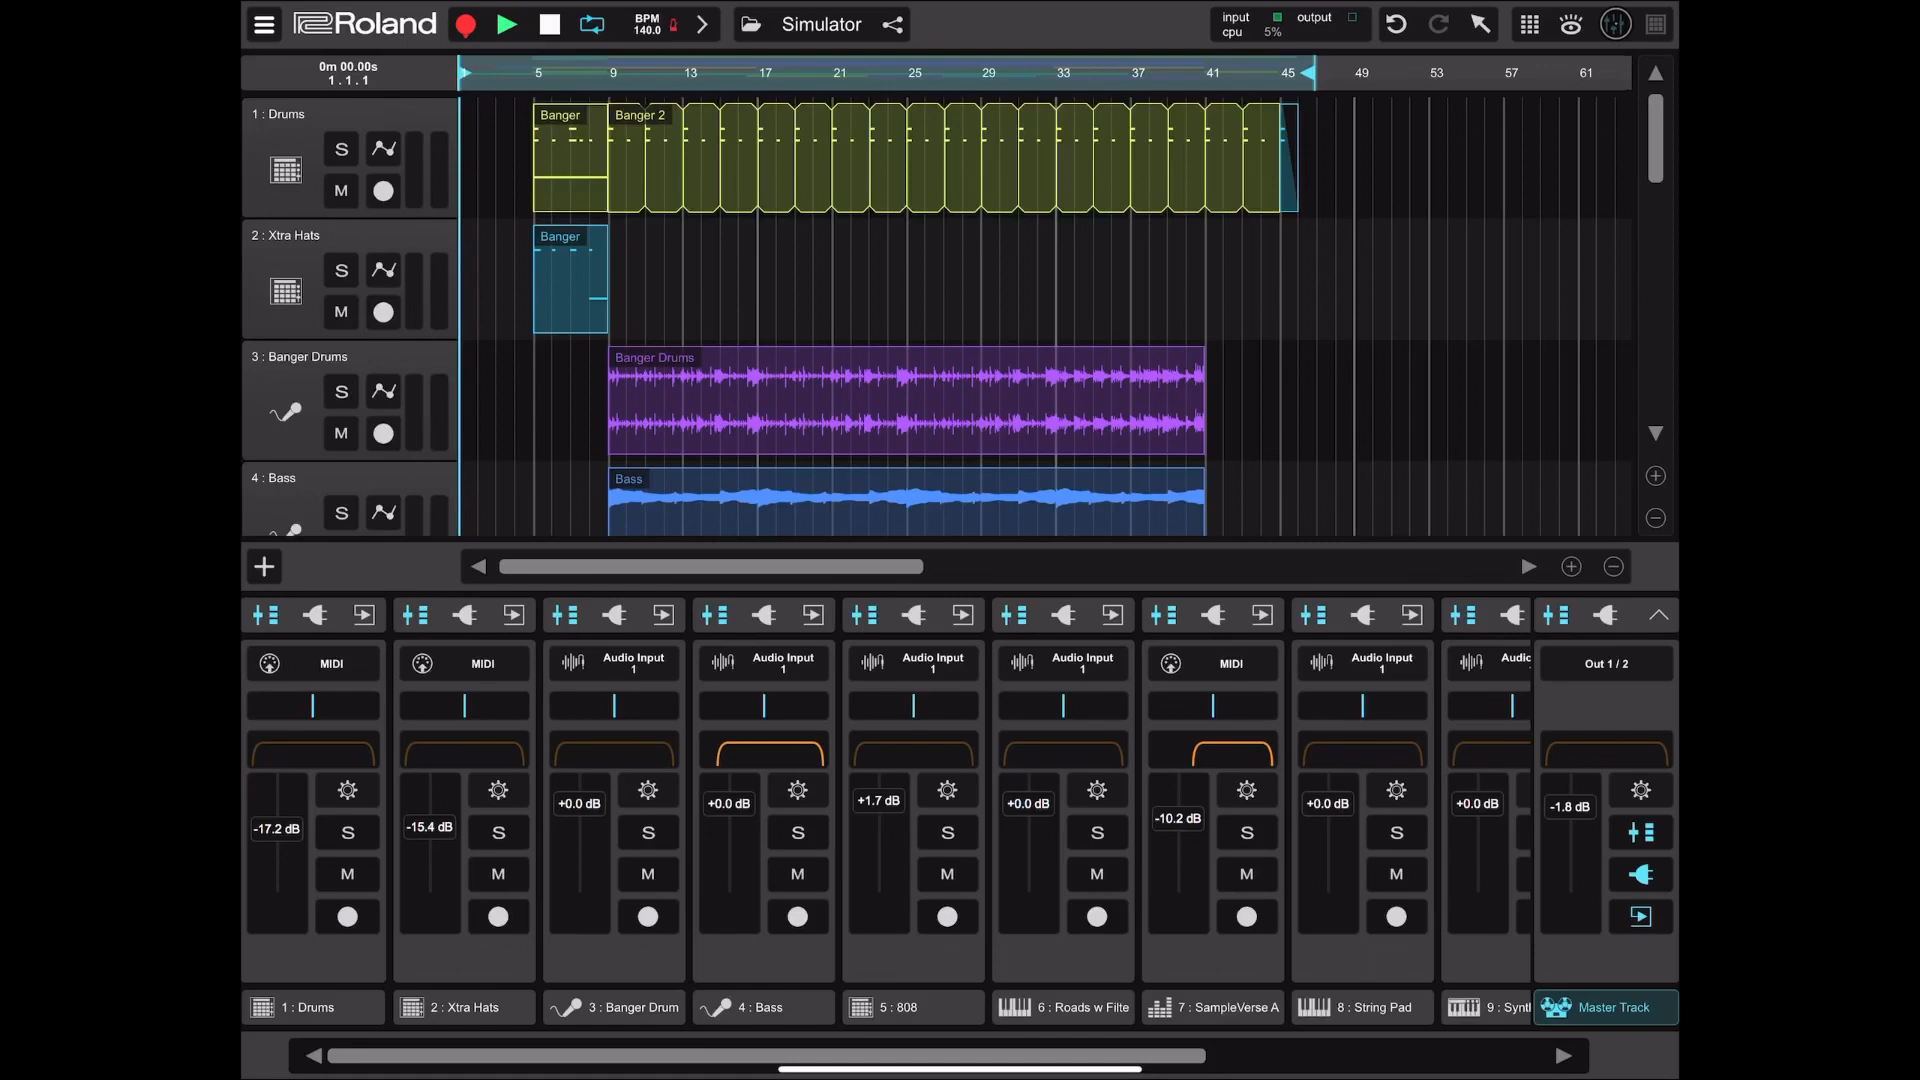 Roland
BPM
140.0
Simulator
input
output
cpu
5%
0m 00.00s
1 . 1 . 1
5 9 13 17 21 25 29 33 37 41 45 49 53 57 61
1 : Drums
S
M
Banger
Banger 2
2 : Xtra Hats
S
M
Banger
3 : Banger Drums
S
M
Banger Drums
4 : Bass
S
Bass
MIDI
MIDI
Audio Input
1
Audio Input
1
Audio Input
1
Audio Input
1
MIDI
Audio Input
1
Audio
Out 1 / 2
-17.2 dB
-15.4 dB
+0.0 dB
+0.0 dB
+1.7 dB
+0.0 dB
-10.2 dB
+0.0 dB
+0.0 dB
-1.8 dB
S S S S S S S S
M M M M M M M M
1 : Drums
2 : Xtra Hats
3 : Banger Drum
4 : Bass
5 : 808
6 : Roads w Filte
7 : SampleVerse A
8 : String Pad
9 : Synt
Master Track